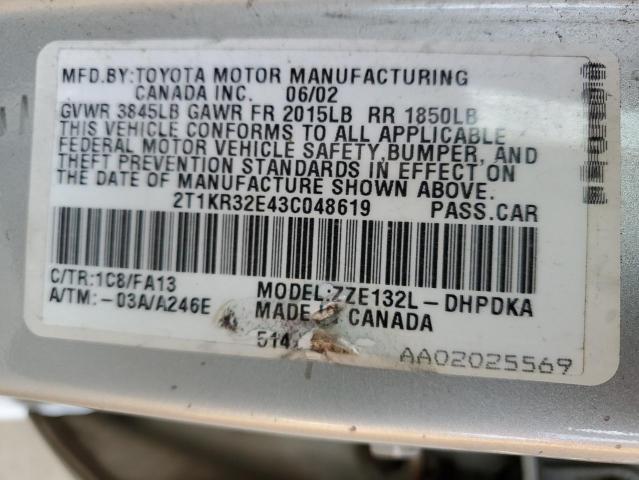 MFD.BY:TOYOTA MOTOR MANUFACTURING
CANADA INC. 06/02
GVWR 3845LB GAWR FR 2015LB RR 1850LB
THIS VEHICLE CONFORMS TO ALL APPLICABLE
FEDERAL MOTOR VEHICLE SAFETY,BUMPER, AND
THEFT PREVENTION STANDARDS IN EFFECT ON
THE DATE OF MANUFACTURE SHOWN ABOVE.
2T1KR32E43C048619 PASS.CAR
C/TR:1C8/FA13 MODEL:ZZE132L-DHPDKA
A/TM:-03A/A246E MADE CANADA
514
AA02025569